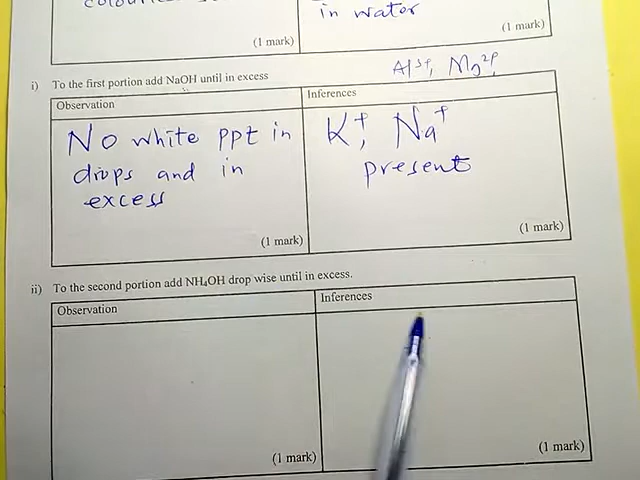 in water
(1 mark)
(1 mark)
Al3+, Mg2+,
i) To the first portion add NaOH until in excess
Observation
Inferences
No white ppt in
drops and in
excess
(1 mark)
K+, Na+
present
(1 mark)
ii) To the second portion add NH₄OH drop wise until in excess.
Observation
Inferences
(1 mark)
(1 mark)